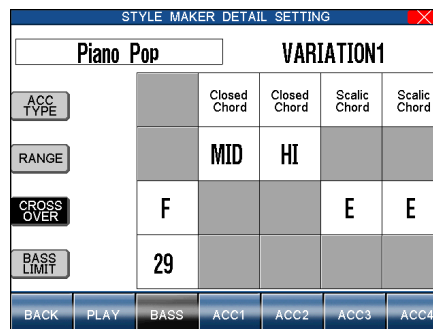 STYLE MAKER DETAIL SETTING
Piano Pop VARIATION1
ACC TYPE Closed Chord Closed Chord Scalic Chord Scalic Chord
RANGE MID HI
CROSS OVER F E E
BASS LIMIT 29
BACK PLAY BASS ACC1 ACC2 ACC3 ACC4